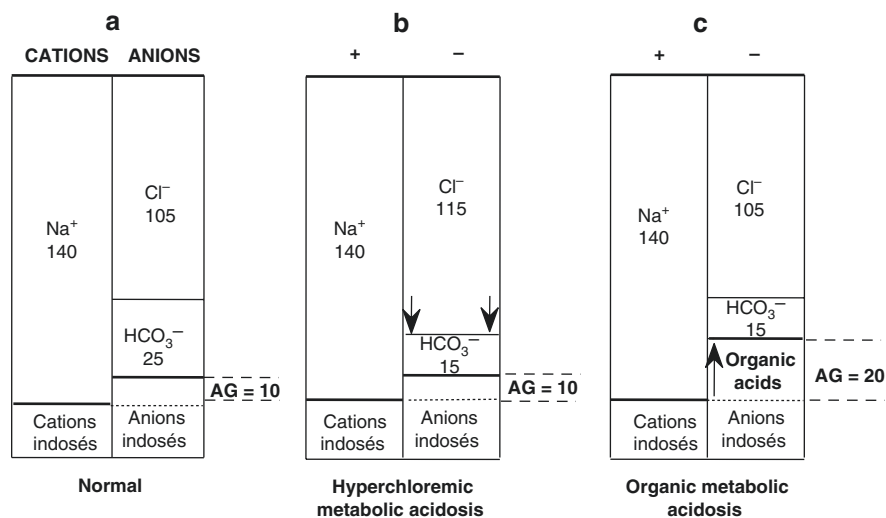 a
CATIONS ANIONS
Na⁺
140
Cl⁻
105
HCO₃⁻
25
AG = 10
Cations
indosés
Anions
indosés
Normal
b
+ −
Na⁺
140
Cl⁻
115
HCO₃⁻
15
AG = 10
Cations
indosés
Anions
indosés
Hyperchloremic
metabolic acidosis
c
+ −
Na⁺
140
Cl⁻
105
HCO₃⁻
15
Organic
acids
AG = 20
Cations
indosés
Anions
indosés
Organic metabolic
acidosis